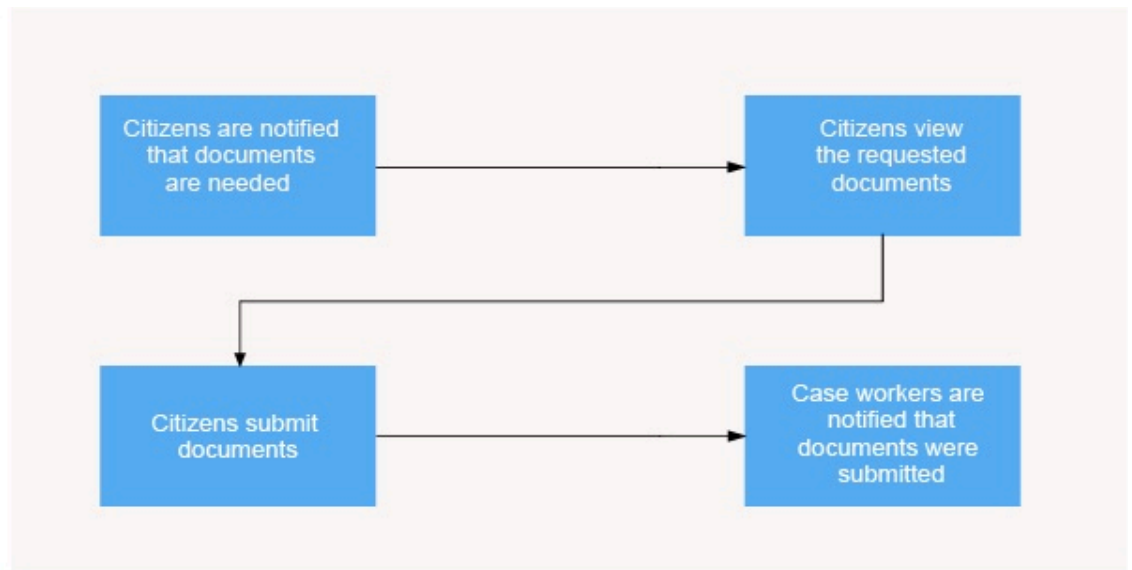 Citizens are notified
that documents
are needed
Citizens view
the requested
documents
Citizens submit
documents
Case workers are
notified that
documents were
submitted